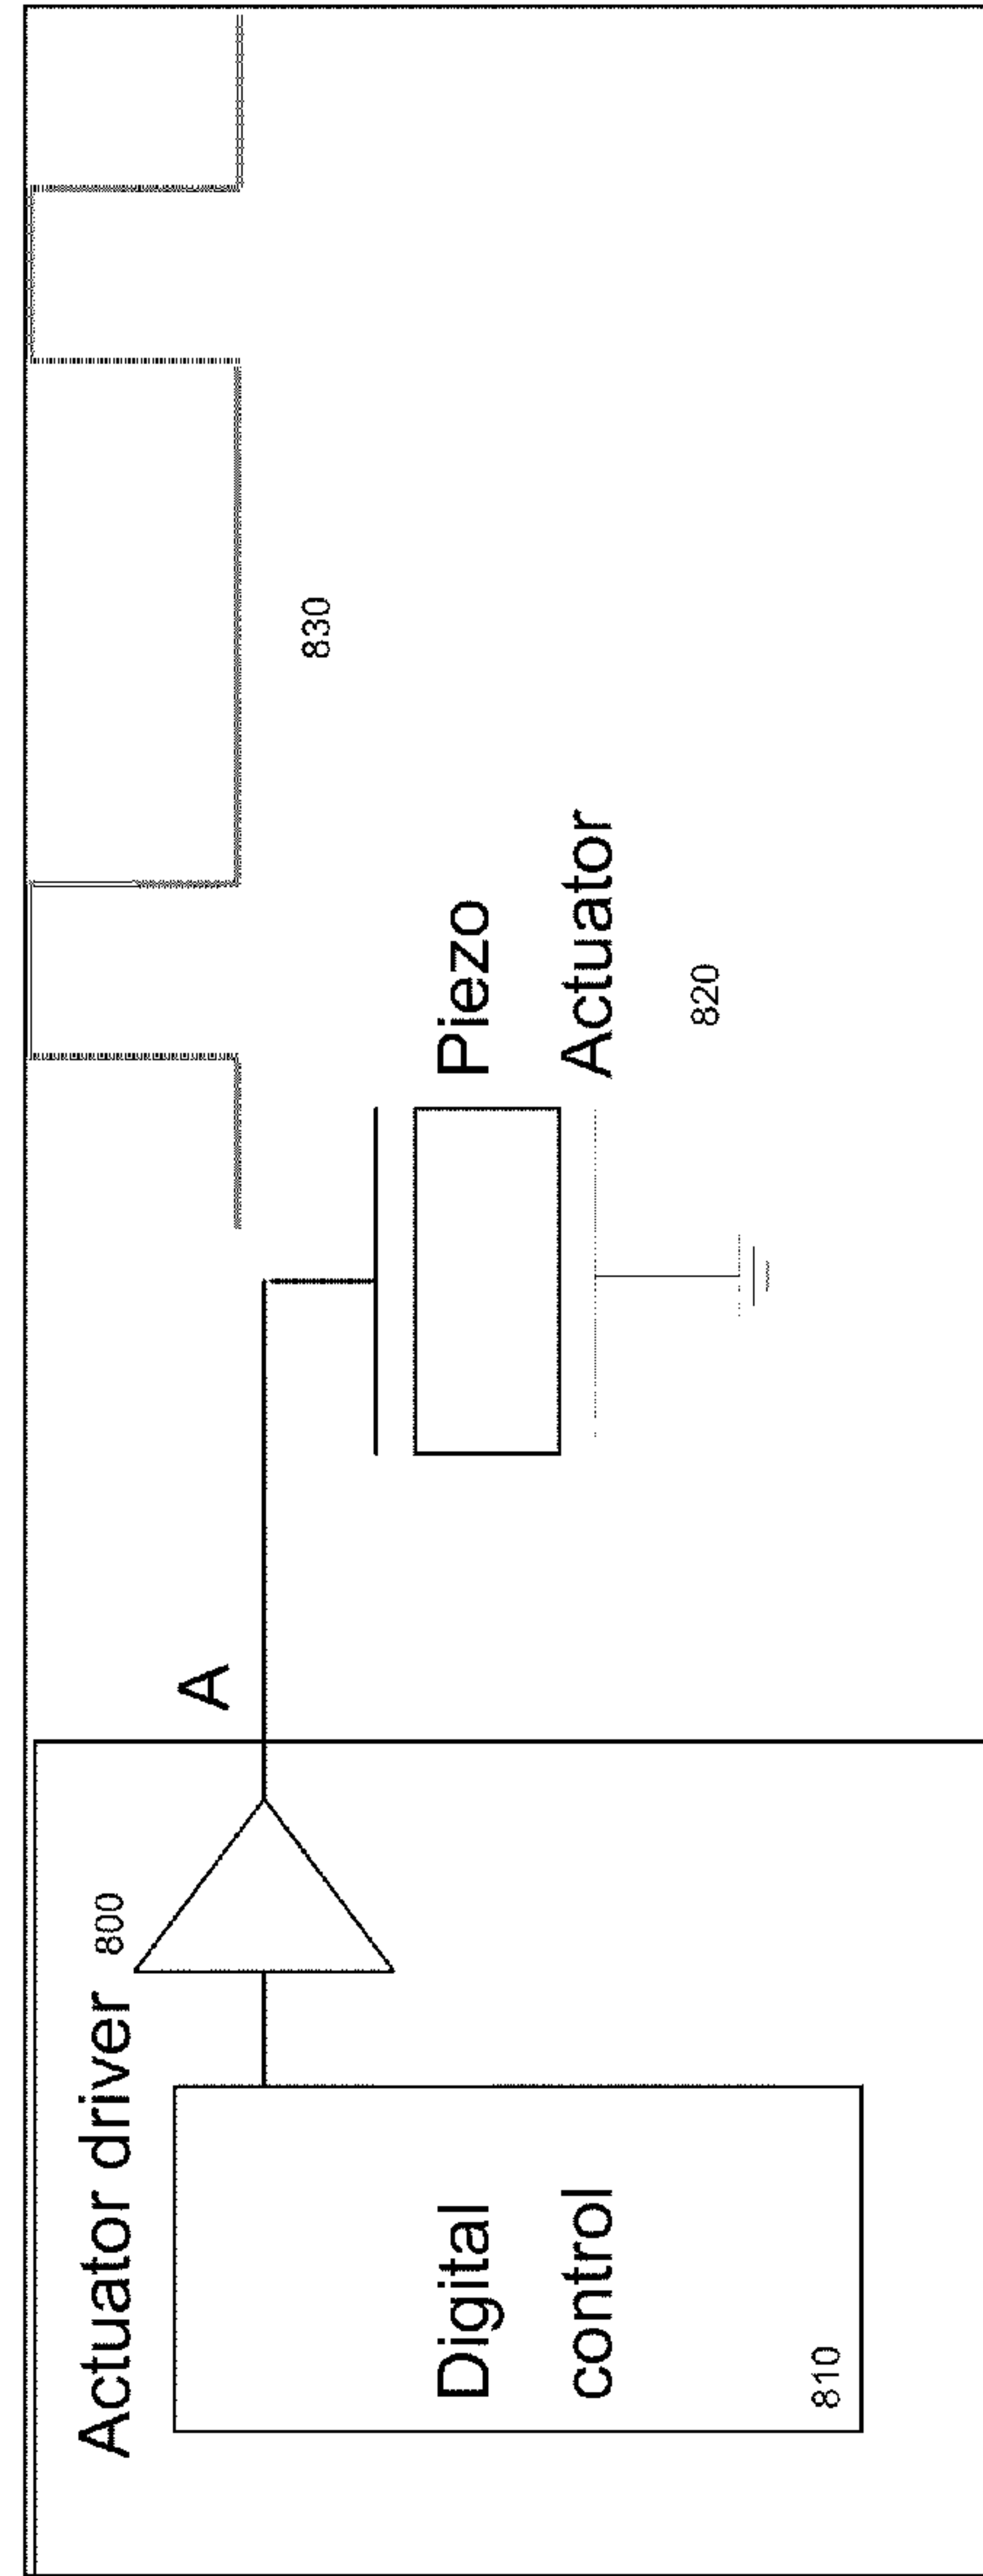 Actuator driver
800
A
Digital
control
810
Piezo
Actuator
820
830